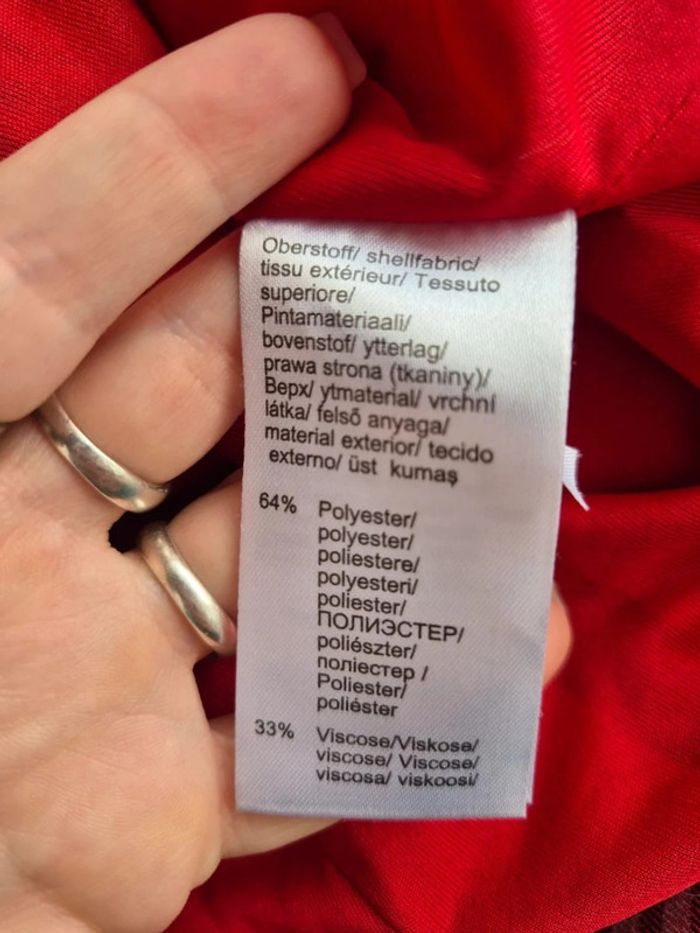 Oberstoff/ shellfabric/
tissu extérieur/ Tessuto
superiore/
Pintamateriaali/
bovenstof/ ytterlag/
prawa strona (tkaniny)/
Верх/ ytmaterial/ vrchní
látka/ felső anyaga/
material exterior/ tecido
externo/ üst kumaş
64% Polyester/
polyester/
poliestere/
polyesteri/
poliester/
ПОЛИЭСТЕР/
poliészter/
поліестер /
Poliester/
poliéster
33% Viscose/Viskose/
viscose/ Viscose/
viscosa/ viskoosi/